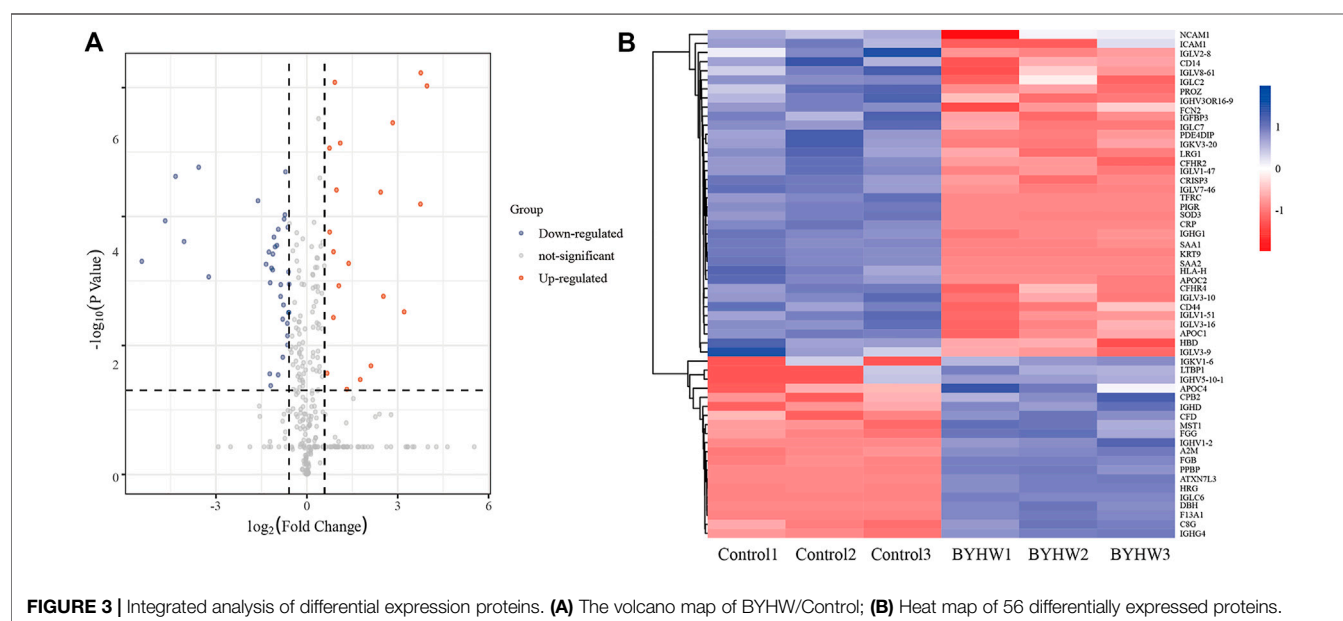 A
B
6
4
2
0
-3
0
3
6
-log10(P Value)
log2(Fold Change)
Group
Down-regulated
not-significant
Up-regulated
NCAM1
ICAM1
IGLV2-8
CD14
IGLV8-61
IGLC2
PROZ
IGHV3OR16-9
FCN2
IGFBP3
IGLC7
PDE4DIP
IGKV3-20
LRG1
CFHR2
IGLV1-47
CRISP3
IGLV7-46
TFRC
PIGR
SOD3
CRP
IGHG1
SAA1
KRT9
SAA2
HLA-H
APOC2
CFHR4
IGLV3-10
CD44
IGLV1-51
IGLV3-16
APOC1
HBD
IGLV3-9
IGKV1-6
LTBP1
IGHV5-10-1
APOC4
CPB2
IGHD
CFD
MST1
FGG
IGHV1-2
A2M
FGB
PPBP
ATXN7L3
HRG
IGLC6
DBH
F13A1
C8G
IGHG4
Control1 Control2 Control3 BYHW1 BYHW2 BYHW3
1
0
-1
FIGURE 3 | Integrated analysis of differential expression proteins. (A) The volcano map of BYHW/Control; (B) Heat map of 56 differentially expressed proteins.